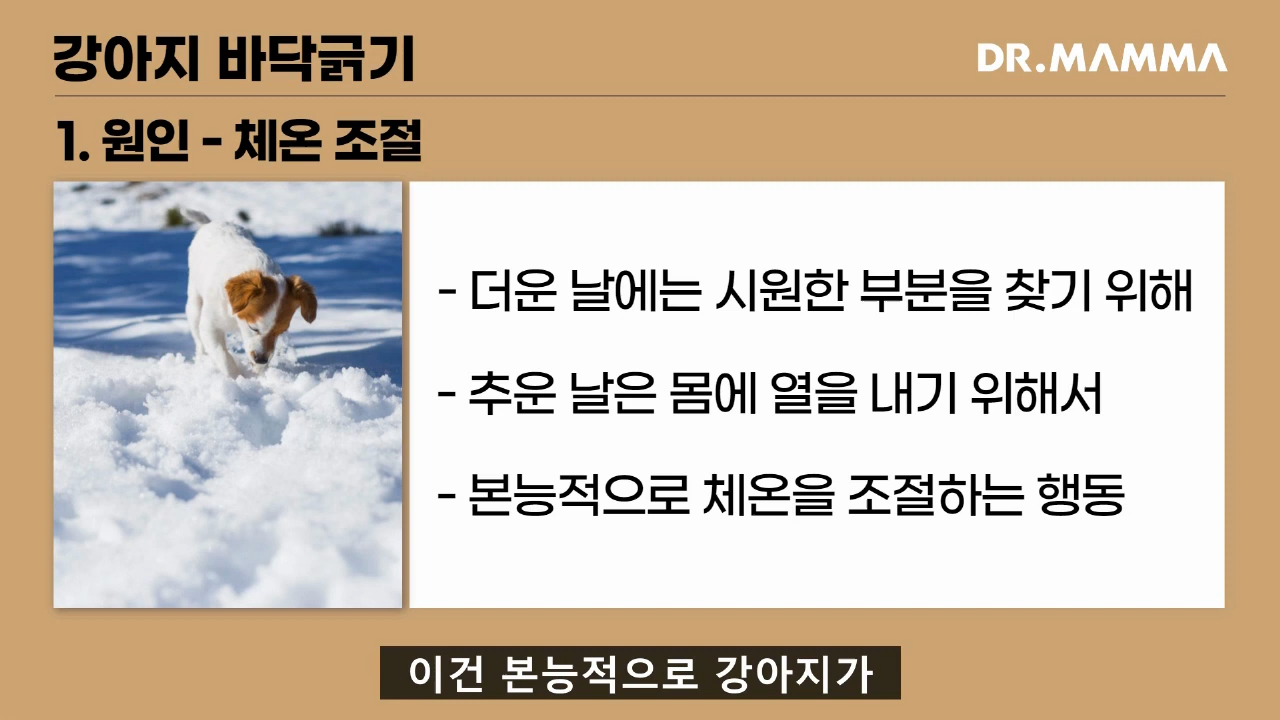 강아지 바닥긁기
DR.MAMMA
1. 원인 - 체온 조절
- 더운 날에는 시원한 부분을 찾기 위해
- 추운 날은 몸에 열을 내기 위해서
- 본능적으로 체온을 조절하는 행동
이건 본능적으로 강아지가